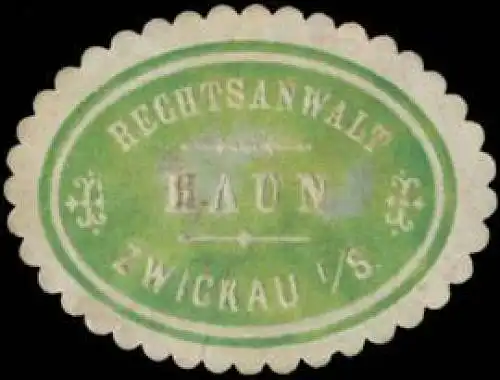 RECHTSANWALT
HAUN
ZWICKAU i/S.